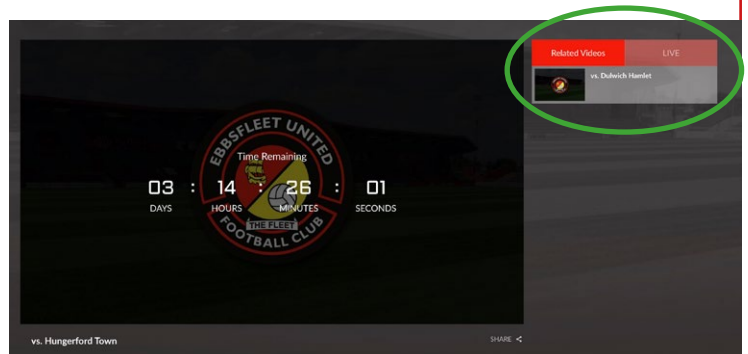 Related Videos
LIVE
vs. Dulwich Hamlet
EBBSFLEET UNITED
Time Remaining
03 : 14 : 26 : 01
DAYS HOURS MINUTES SECONDS
THE FLEET
FOOTBALL CLUB
vs. Hungerford Town
SHARE